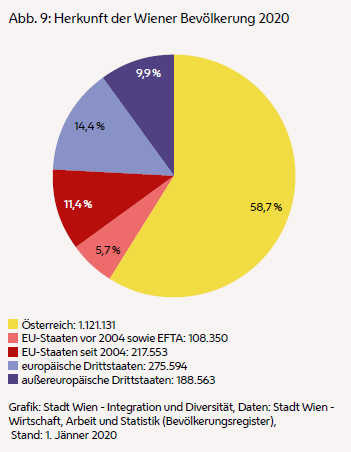 Abb. 9: Herkunft der Wiener Bevölkerung 2020
9,9 %
14,4 %
58,7 %
11,4 %
5,7 %
Österreich: 1.121.131
EU-Staaten vor 2004 sowie EFTA: 108.350
EU-Staaten seit 2004: 217.553
europäische Drittstaaten: 275.594
außereuropäische Drittstaaten: 188.563
Grafik: Stadt Wien - Integration und Diversität, Daten: Stadt Wien -
Wirtschaft, Arbeit und Statistik (Bevölkerungsregister),
Stand: 1. Jänner 2020